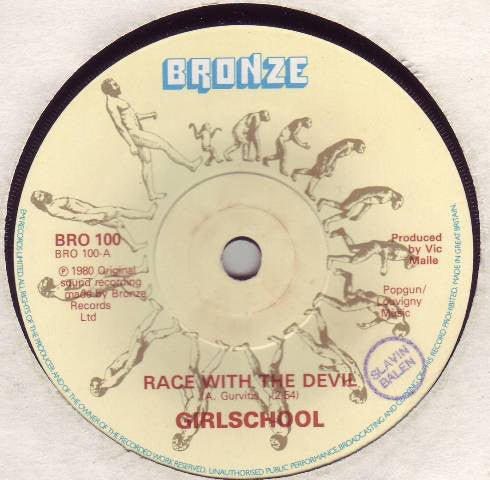 BRONZE
BRO 100
BRO 100-A
℗ 1980 Original
sound recording
made by Bronze
Records
Ltd
Produced
by Vic
Maile
Popgun/
Louvigny
Music
SLAVIN
BALEN
RACE WITH THE DEVIL
(A. Gurvitz) (2:54)
GIRLSCHOOL
ALL RIGHTS OF THE PRODUCER AND OF THE OWNER OF THE RECORDED WORK RESERVED. UNAUTHORISED PUBLIC PERFORMANCE, BROADCASTING AND COPYING OF THIS RECORD PROHIBITED. MADE IN GREAT BRITAIN.